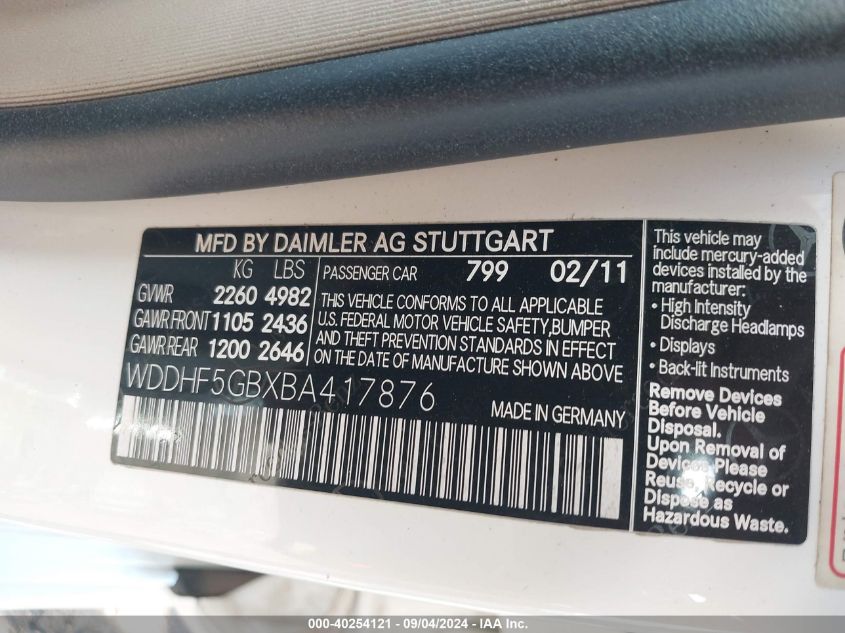 MFD BY DAIMLER AG STUTTGART
KG LBS
GVWR 2260 4982
GAWR FRONT 1105 2436
GAWR REAR 1200 2646
PASSENGER CAR 799 02/11
THIS VEHICLE CONFORMS TO ALL APPLICABLE
U.S. FEDERAL MOTOR VEHICLE SAFETY,BUMPER
AND THEFT PREVENTION STANDARDS IN EFFECT
ON THE DATE OF MANUFACTURE SHOWN ABOVE
WDDHF5GBXBA417876
MADE IN GERMANY
This vehicle may
include mercury-added
devices installed by the
manufacturer:
• High Intensity
Discharge Headlamps
• Displays
• Back-lit Instruments
Remove Devices
Before Vehicle
Disposal.
Upon Removal of
Devices Please
Reuse, Recycle or
Dispose as
Hazardous Waste.
000-40254121 - 09/04/2024 - IAA Inc.